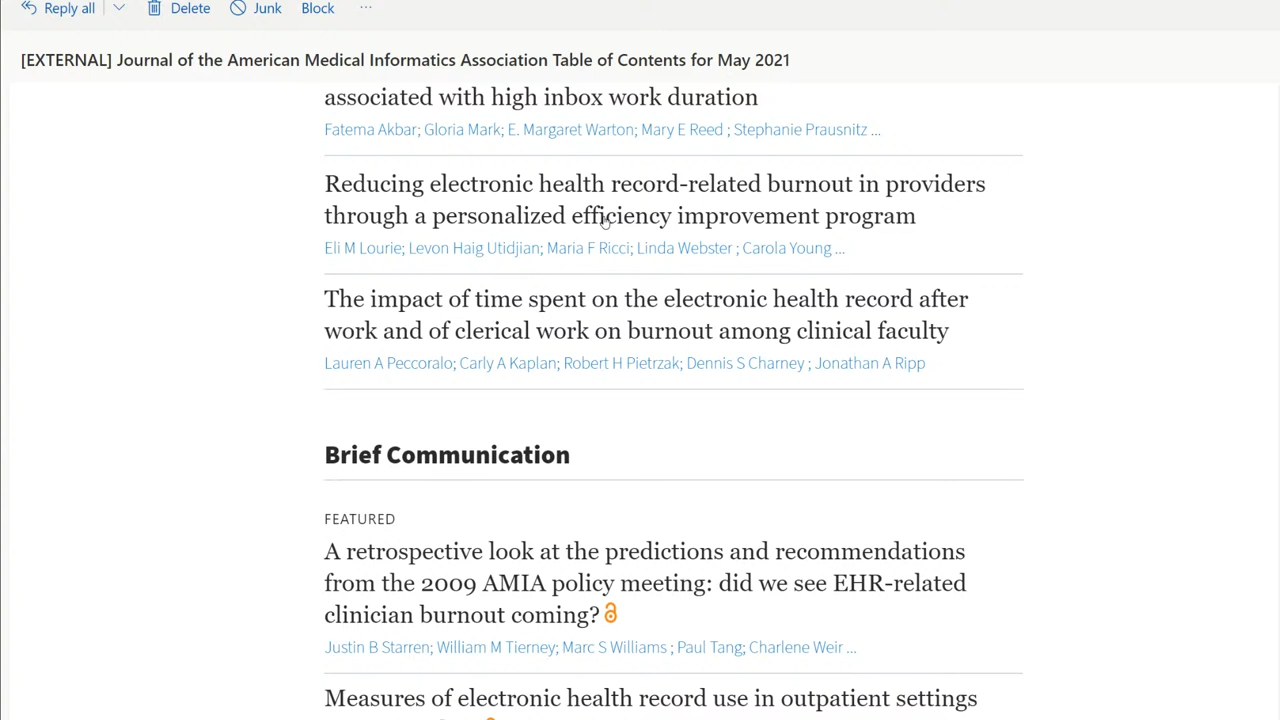 Reply all Delete Junk Block ...
[EXTERNAL] Journal of the American Medical Informatics Association Table of Contents for May 2021
associated with high inbox work duration
Fatema Akbar; Gloria Mark; E. Margaret Warton; Mary E Reed ; Stephanie Prausnitz ...
Reducing electronic health record-related burnout in providers
through a personalized efficiency improvement program
Eli M Lourie; Levon Haig Utidjian; Maria F Ricci; Linda Webster ; Carola Young ...
The impact of time spent on the electronic health record after
work and of clerical work on burnout among clinical faculty
Lauren A Peccoralo; Carly A Kaplan; Robert H Pietrzak; Dennis S Charney ; Jonathan A Ripp
Brief Communication
FEATURED
A retrospective look at the predictions and recommendations
from the 2009 AMIA policy meeting: did we see EHR-related
clinician burnout coming?
Justin B Starren; William M Tierney; Marc S Williams ; Paul Tang; Charlene Weir ...
Measures of electronic health record use in outpatient settings